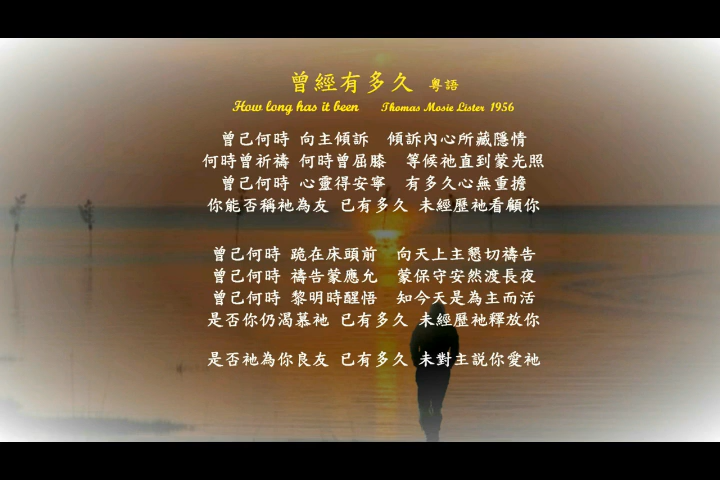 曾經有多久 粵語
How long has it been Thomas Mosie Lister 1956
曾己何時 向主傾訴 傾訴內心所藏隱情
何時曾祈禱 何時曾屈膝 等候祂直到蒙光照
曾己何時 心靈得安寧 有多久心無重擔
你能否稱祂為友 已有多久 未經歷祂看顧你
曾己何時 跪在床頭前 向天上主懇切禱告
曾己何時 禱告蒙應允 蒙保守安然渡長夜
曾己何時 黎明時醒悟 知今天是為主而活
是否你仍渴慕祂 已有多久 未經歷祂釋放你
是否祂為你良友 已有多久 未對主説你愛祂